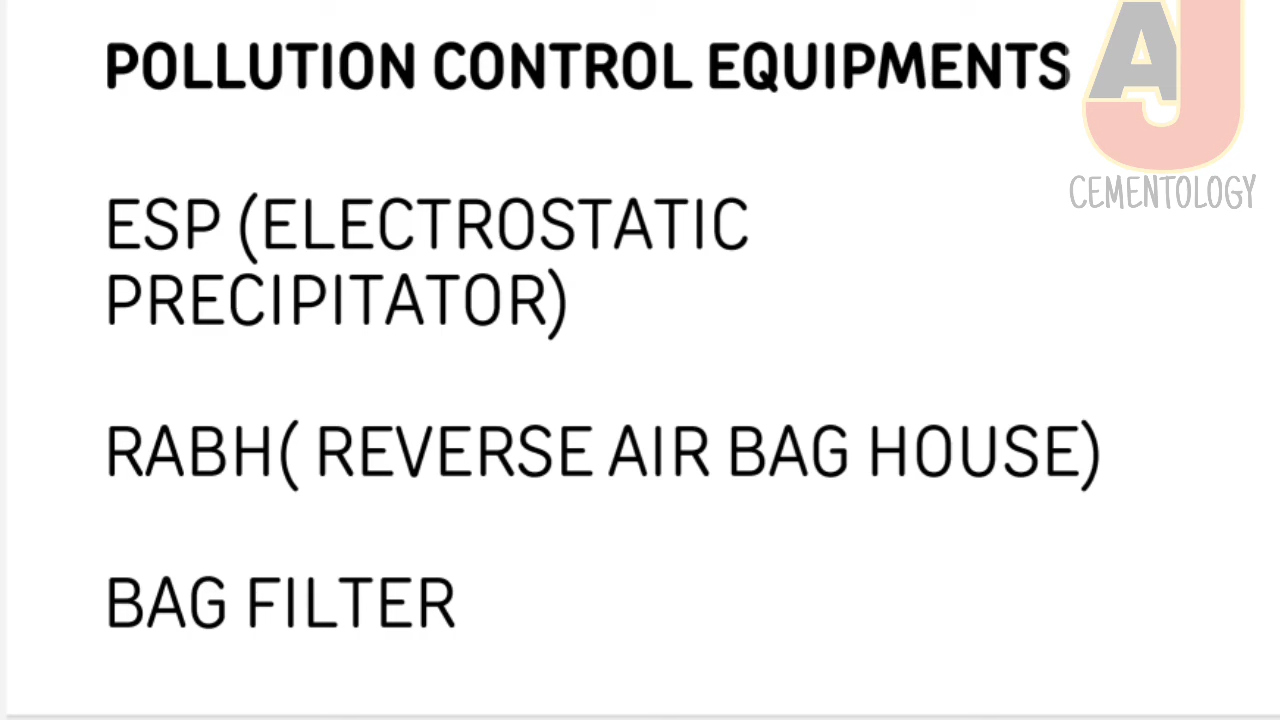 POLLUTION CONTROL EQUIPMENTS
AJ
CEMENTOLOGY
ESP (ELECTROSTATIC
PRECIPITATOR)
RABH( REVERSE AIR BAG HOUSE)
BAG FILTER